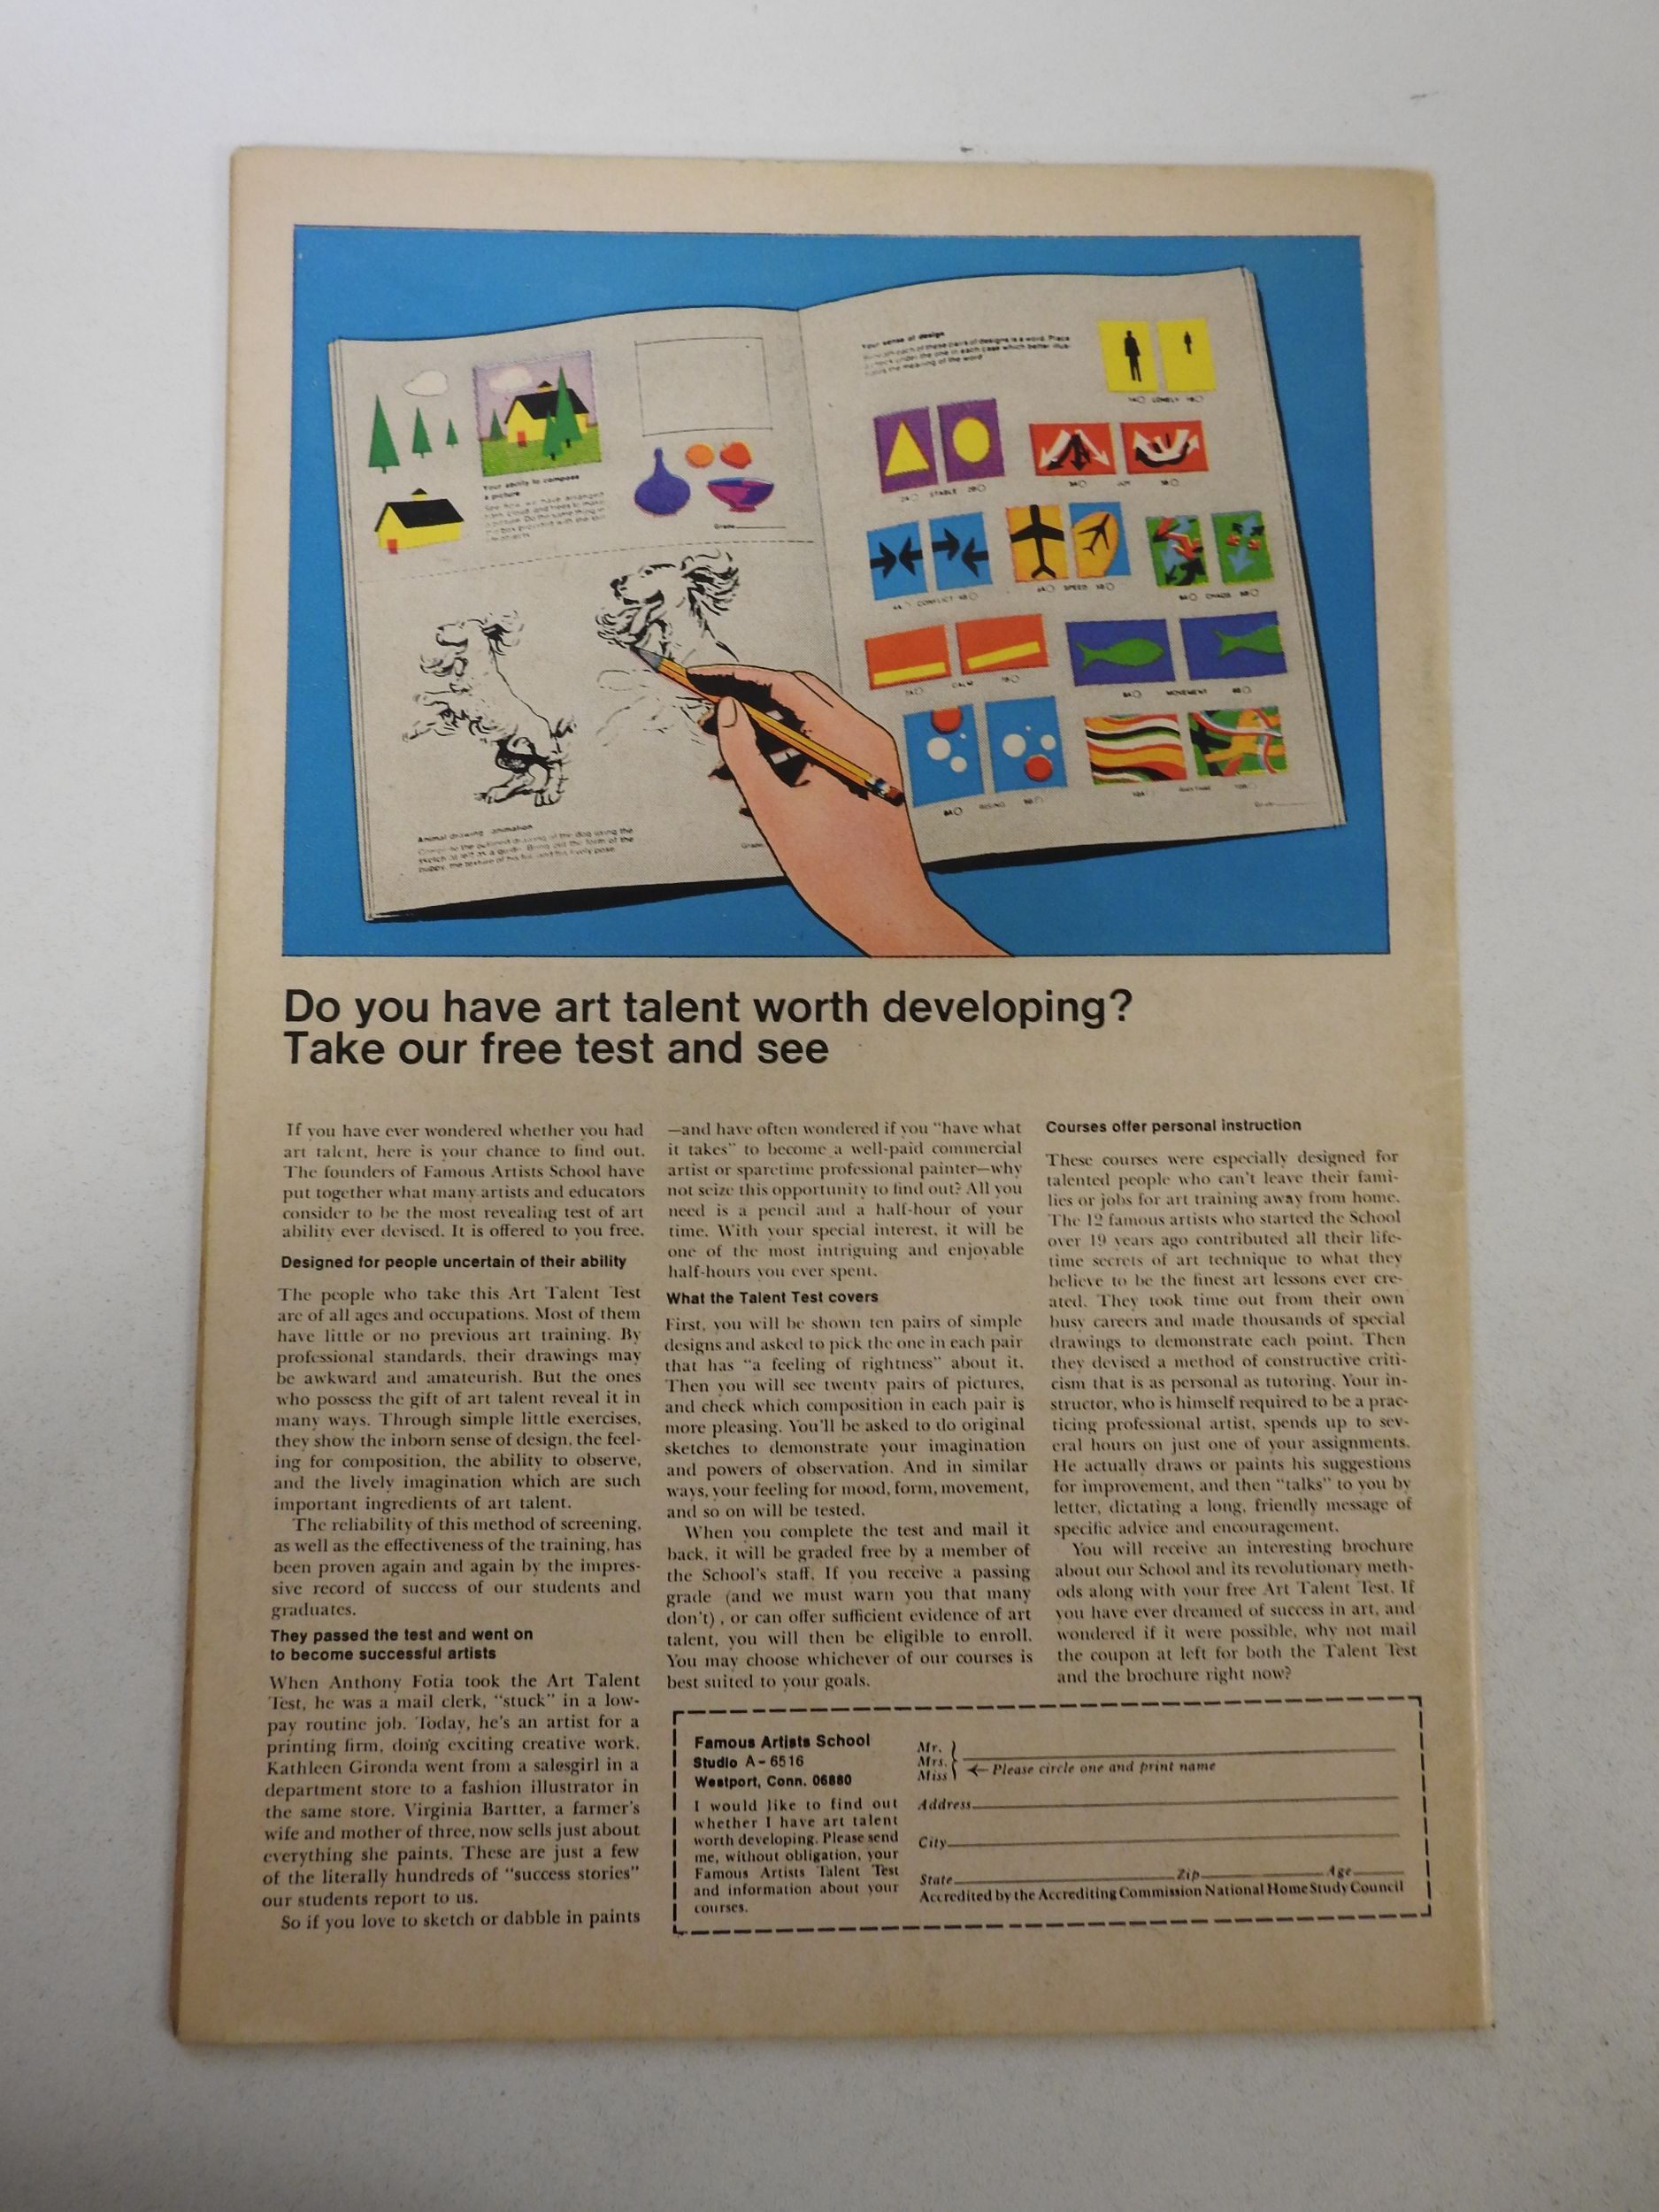 Your sense of design
Your ability to compose
a picture
Grade
LONELY
STABLE
JOY
CONFLICT
SPEED
CHAOS
CALM
MOVEMENT
RISING
Animal drawing animation
Do you have art talent worth developing?
Take our free test and see
If you have ever wondered whether you had
art talent, here is your chance to find out.
The founders of Famous Artists School have
put together what many artists and educators
consider to be the most revealing test of art
ability ever devised. It is offered to you free.
Designed for people uncertain of their ability
The people who take this Art Talent Test
are of all ages and occupations. Most of them
have little or no previous art training. By
professional standards, their drawings may
be awkward and amateurish. But the ones
who possess the gift of art talent reveal it in
many ways. Through simple little exercises,
they show the inborn sense of design, the feel-
ing for composition, the ability to observe,
and the lively imagination which are such
important ingredients of art talent.
The reliability of this method of screening,
as well as the effectiveness of the training, has
been proven again and again by the impres-
sive record of success of our students and
graduates.
They passed the test and went on
to become successful artists
When Anthony Fotia took the Art Talent
Test, he was a mail clerk, "stuck" in a low-
pay routine job. Today, he's an artist for a
printing firm, doing exciting creative work.
Kathleen Gironda went from a salesgirl in a
department store to a fashion illustrator in
the same store. Virginia Bartter, a farmer's
wife and mother of three, now sells just about
everything she paints. These are just a few
of the literally hundreds of "success stories"
our students report to us.
So if you love to sketch or dabble in paints
—and have often wondered if you "have what
it takes" to become a well-paid commercial
artist or sparetime professional painter—why
not seize this opportunity to find out? All you
need is a pencil and a half-hour of your
time. With your special interest, it will be
one of the most intriguing and enjoyable
half-hours you ever spent.
What the Talent Test covers
First, you will be shown ten pairs of simple
designs and asked to pick the one in each pair
that has "a feeling of rightness" about it.
Then you will see twenty pairs of pictures,
and check which composition in each pair is
more pleasing. You'll be asked to do original
sketches to demonstrate your imagination
and powers of observation. And in similar
ways, your feeling for mood, form, movement,
and so on will be tested.
When you complete the test and mail it
back, it will be graded free by a member of
the School's staff. If you receive a passing
grade (and we must warn you that many
don't), or can offer sufficient evidence of art
talent, you will then be eligible to enroll.
You may choose whichever of our courses is
best suited to your goals.
Courses offer personal instruction
These courses were especially designed for
talented people who can't leave their fami-
lies or jobs for art training away from home.
The 12 famous artists who started the School
over 19 years ago contributed all their life-
time secrets of art technique to what they
believe to be the finest art lessons ever cre-
ated. They took time out from their own
busy careers and made thousands of special
drawings to demonstrate each point. Then
they devised a method of constructive criti-
cism that is as personal as tutoring. Your in-
structor, who is himself required to be a prac-
ticing professional artist, spends up to sev-
eral hours on just one of your assignments.
He actually draws or paints his suggestions
for improvement, and then "talks" to you by
letter, dictating a long, friendly message of
specific advice and encouragement.
You will receive an interesting brochure
about our School and its revolutionary meth-
ods along with your free Art Talent Test. If
you have ever dreamed of success in art, and
wondered if it were possible, why not mail
the coupon at left for both the Talent Test
and the brochure right now?
Famous Artists School
Studio A-6516
Westport, Conn. 06880
I would like to find out
whether I have art talent
worth developing. Please send
me, without obligation, your
Famous Artists Talent Test
and information about your
courses.
Mr.
Mrs.
Miss
Please circle one and print name
Address
City
State Zip Age
Accredited by the Accrediting Commission National Home Study Council